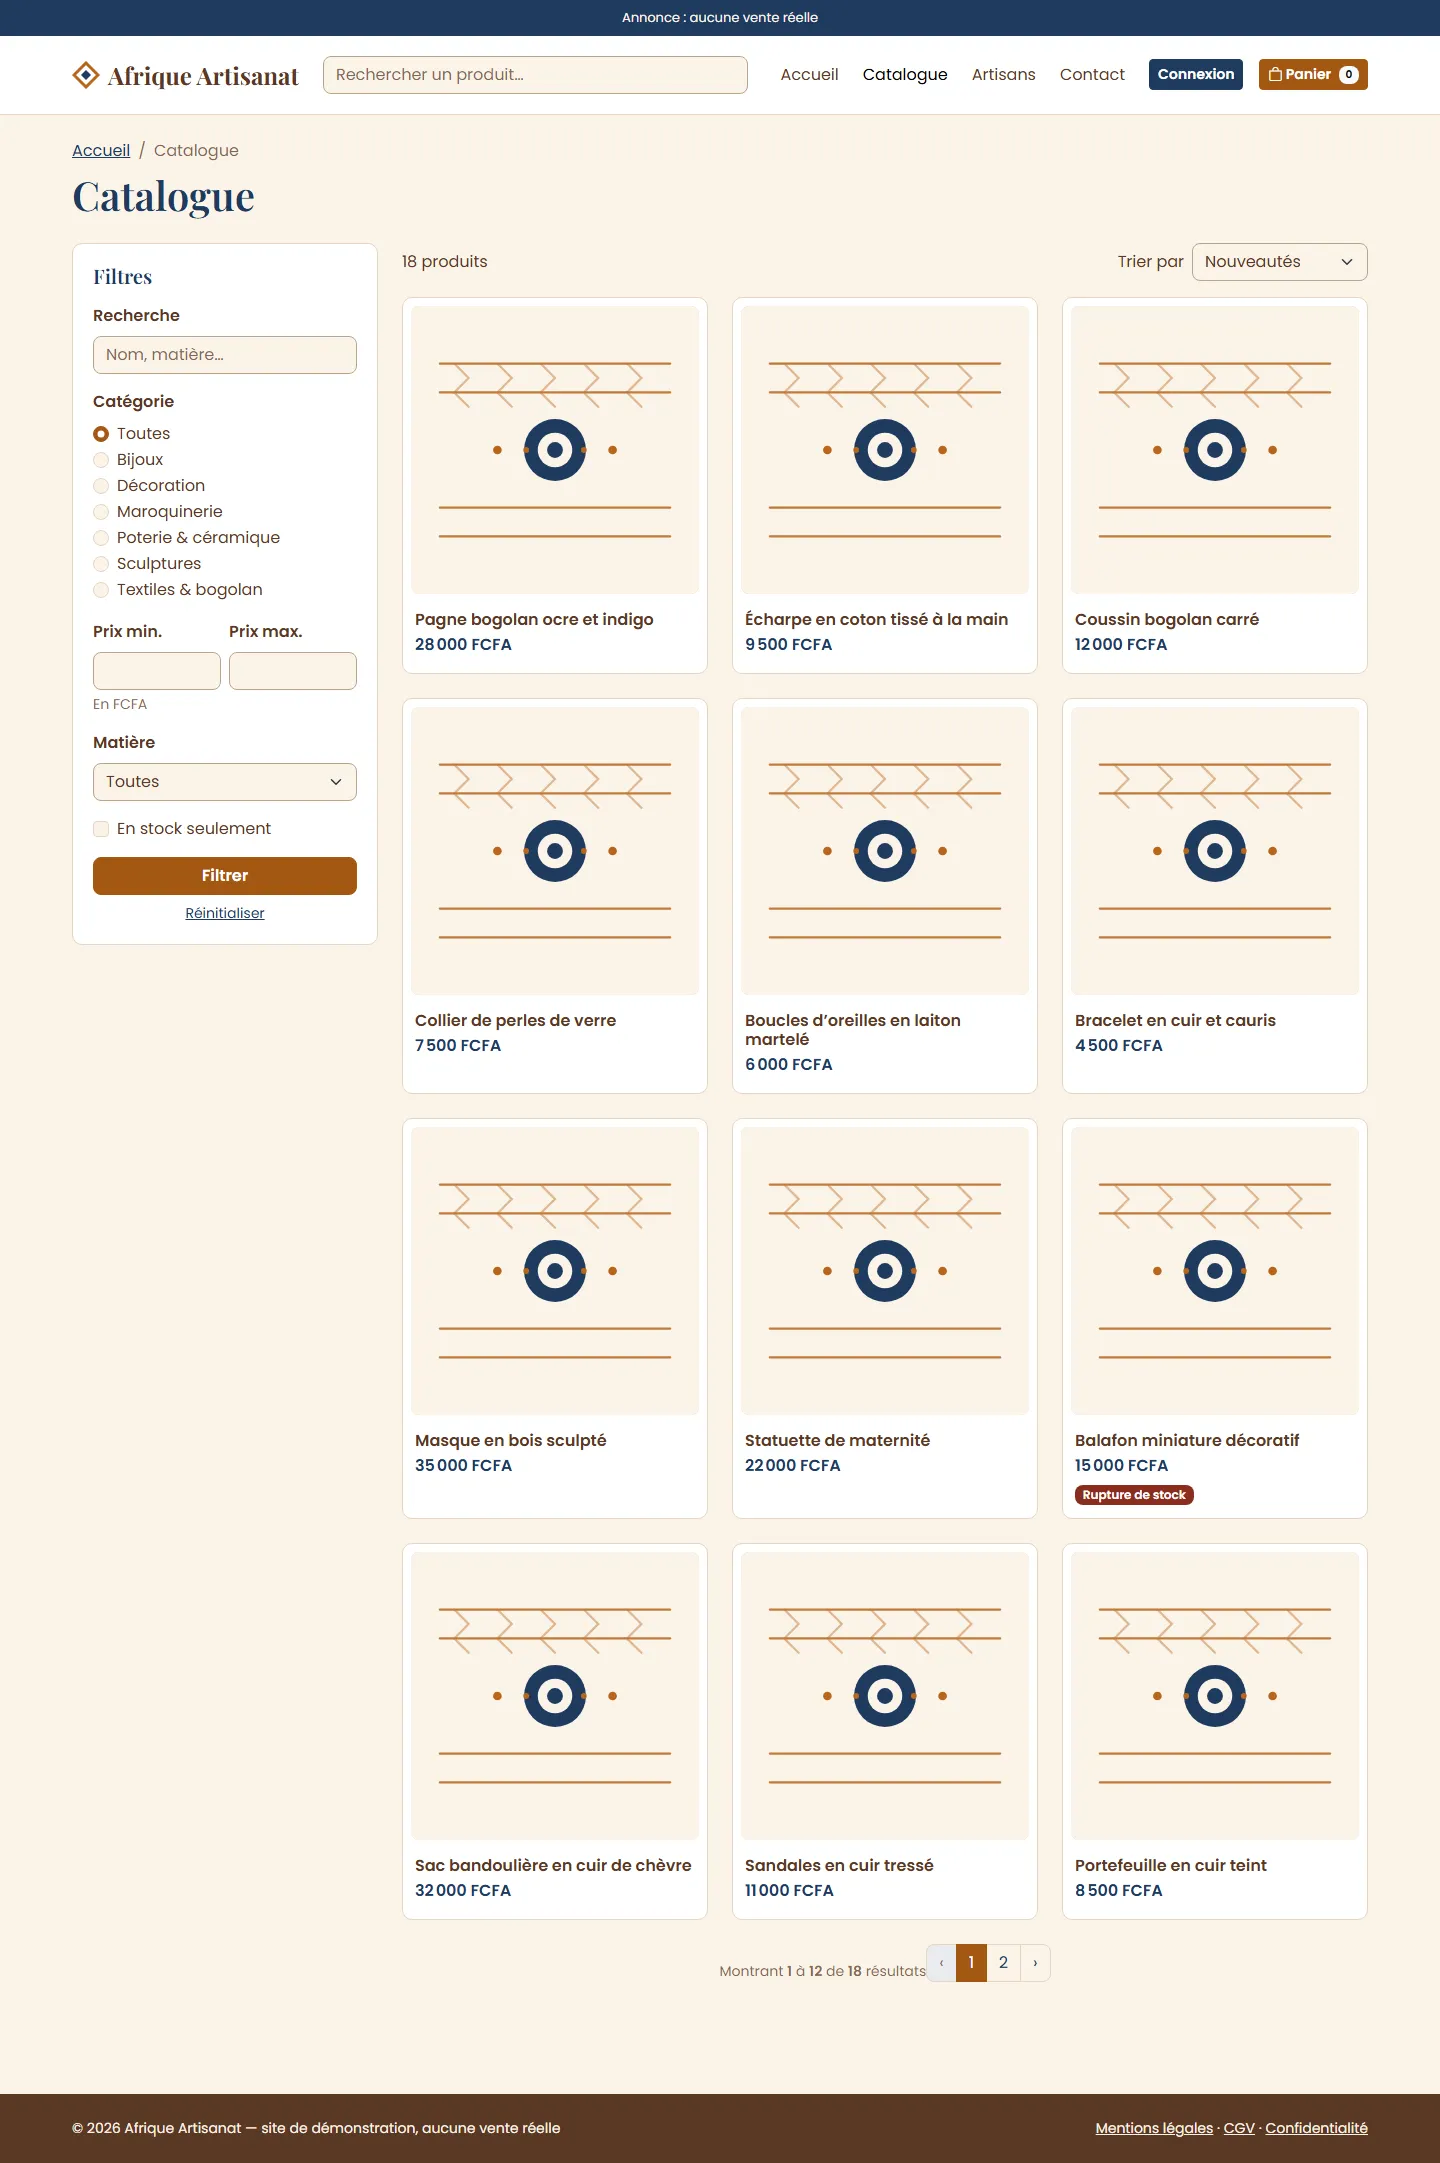 Annonce : aucune vente réelle
Afrique Artisanat
Rechercher un produit...
Accueil
Catalogue
Artisans
Contact
Connexion
Panier 0
Accueil / Catalogue
Catalogue
Filtres
Recherche
Nom, matière...
Catégorie
Toutes
Bijoux
Décoration
Maroquinerie
Poterie & céramique
Sculptures
Textiles & bogolan
Prix min.
Prix max.
En FCFA
Matière
Toutes
En stock seulement
Filtrer
Réinitialiser
18 produits
Trier par
Nouveautés
Pagne bogolan ocre et indigo
28 000 FCFA
Écharpe en coton tissé à la main
9 500 FCFA
Coussin bogolan carré
12 000 FCFA
Collier de perles de verre
7 500 FCFA
Boucles d’oreilles en laiton
martelé
6 000 FCFA
Bracelet en cuir et cauris
4 500 FCFA
Masque en bois sculpté
35 000 FCFA
Statuette de maternité
22 000 FCFA
Balafon miniature décoratif
15 000 FCFA
Rupture de stock
Sac bandoulière en cuir de chèvre
32 000 FCFA
Sandales en cuir tressé
11 000 FCFA
Portefeuille en cuir teint
8 500 FCFA
Montrant 1 à 12 de 18 résultats
‹ 1 2 ›
© 2026 Afrique Artisanat — site de démonstration, aucune vente réelle
Mentions légales · CGV · Confidentialité